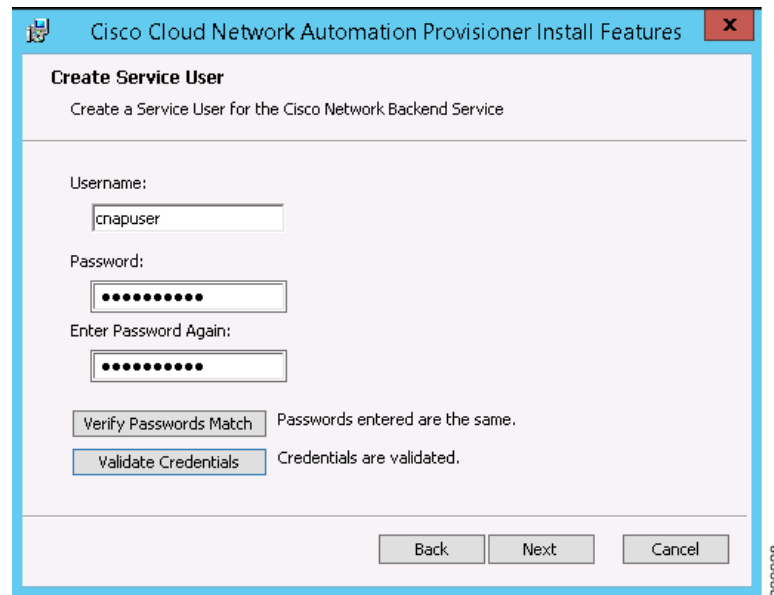 Cisco Cloud Network Automation Provisioner Install Features
x
Create Service User
Create a Service User for the Cisco Network Backend Service
Username:
cnapuser
Password:
●●●●●●●●●●
Enter Password Again:
●●●●●●●●●●
Verify Passwords Match Passwords entered are the same.
Validate Credentials Credentials are validated.
Back Next Cancel